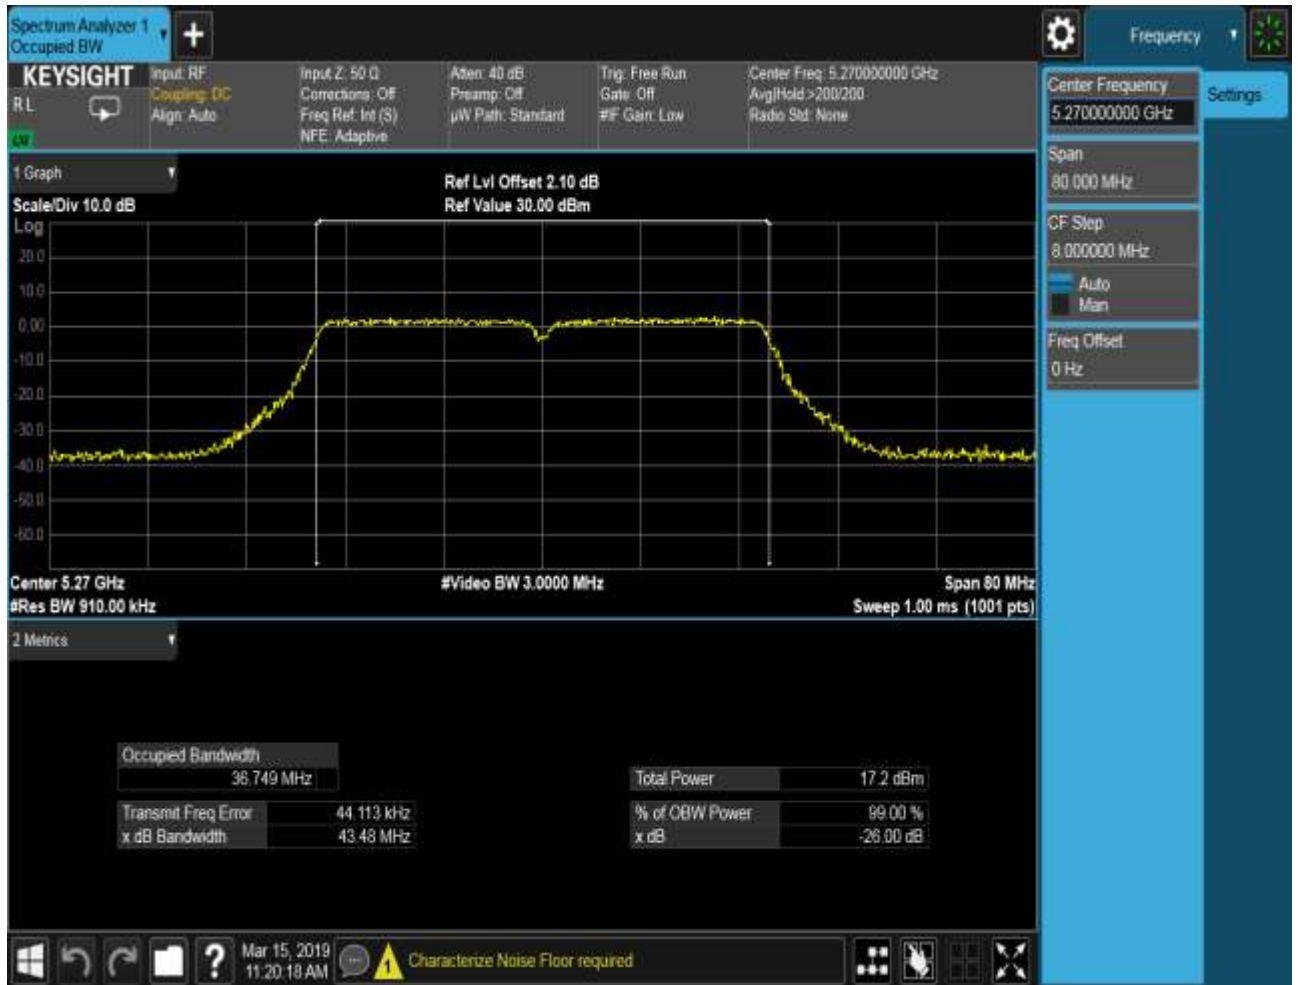 Spectrum Analyzer 1
Occupied BW
Frequency
KEYSIGHT
R L
Input: RF
Coupling: DC
Align: Auto
Input Z: 50 Ω
Corrections: Off
Freq Ref: Int (S)
NFE: Adaptive
Atten: 40 dB
Preamp: Off
µW Path: Standard
Trig: Free Run
Gate: Off
#IF Gain: Low
Center Freq: 5.270000000 GHz
Avg|Hold:>200/200
Radio Std: None
Center Frequency
5.270000000 GHz
Settings
Span
80.000 MHz
CF Step
8.000000 MHz
Auto
Man
Freq Offset
0 Hz
1 Graph
Scale/Div 10.0 dB
Ref Lvl Offset 2.10 dB
Ref Value 30.00 dBm
Log
20.0
10.0
0.00
-10.0
-20.0
-30.0
-40.0
-50.0
-60.0
Center 5.27 GHz
#Video BW 3.0000 MHz
Span 80 MHz
#Res BW 910.00 kHz
Sweep 1.00 ms (1001 pts)
2 Metrics
Occupied Bandwidth
36.749 MHz
Total Power 17.2 dBm
Transmit Freq Error 44.113 kHz
% of OBW Power 99.00 %
x dB Bandwidth 43.48 MHz
x dB -26.00 dB
?
Mar 15, 2019
11:20:18 AM
1
Characterize Noise Floor required